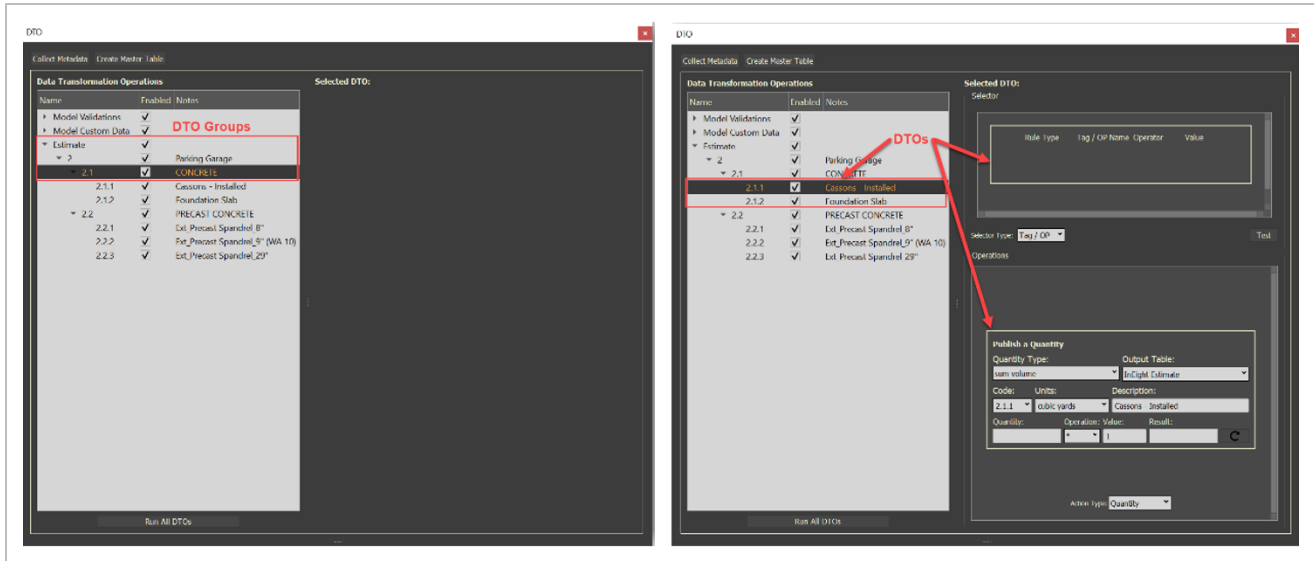 DTO
Collect Metadata Create Master Table
Data Transformation Operations
Selected DTO:
Name Enabled Notes
Model Validations
Model Custom Data
DTO Groups
Estimate
2 Parking Garage
2.1 CONCRETE
2.1.1 Cassons - Installed
2.1.2 Foundation Slab
2.2 PRECAST CONCRETE
2.2.1 Ext_Precast Spandrel_8"
2.2.2 Ext_Precast Spandrel_9" (WA 10)
2.2.3 Ext_Precast Spandrel_29"
Run All DTOs
DTO
Collect Metadata Create Master Table
Data Transformation Operations
Name Enabled Notes
Model Validations
Model Custom Data
DTOs
Estimate
2 Parking Garage
2.1 CONCRETE
2.1.1 Cassons - Installed
2.1.2 Foundation Slab
2.2 PRECAST CONCRETE
2.2.1 Ext_Precast Spandrel_8"
2.2.2 Ext_Precast Spandrel_9" (WA 10)
2.2.3 Ext_Precast Spandrel_29"
Run All DTOs
Selected DTO:
Selector
Rule Type Tag / OP Name Operator Value
Selector Type: Tag / OP Test
Operations
Publish a Quantity
Quantity Type: Output Table:
sum volume InEight Estimate
Code: Units: Description:
2.1.1 cubic yards Cassons - Installed
Quantity: Operation: Value: Result:
* 1
Action Type: Quantity